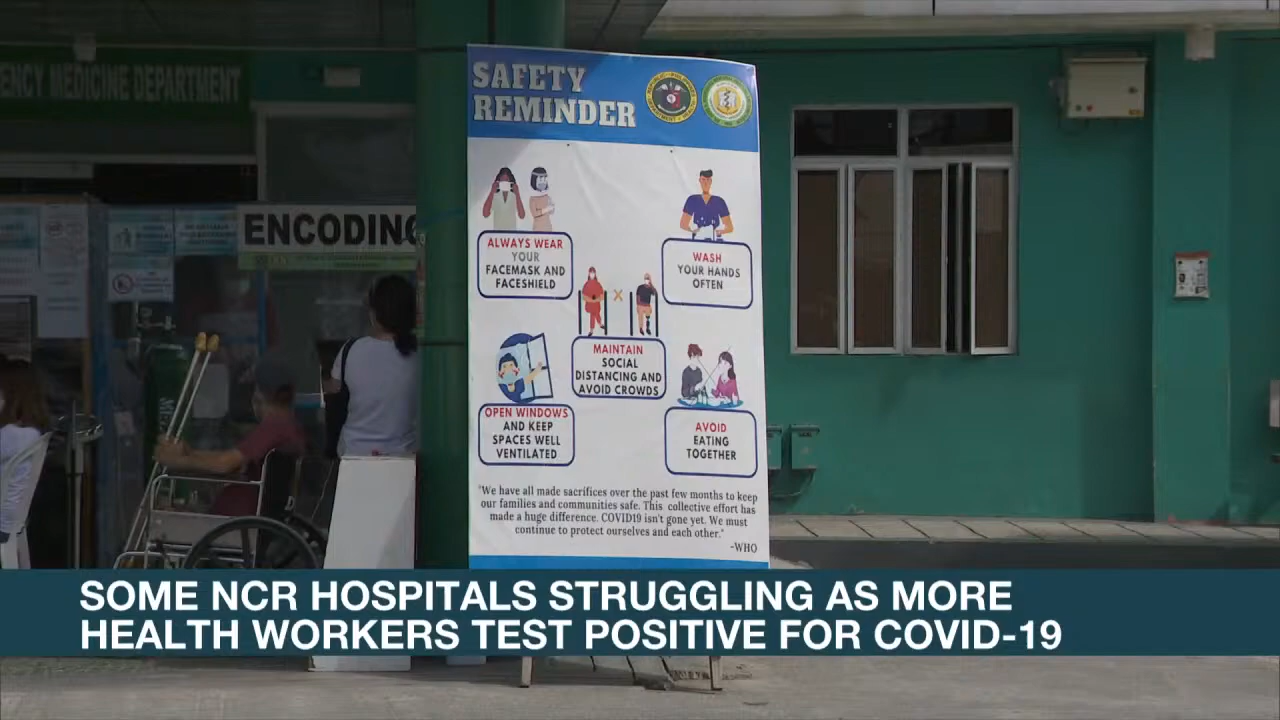 ENCY MEDICINE DEPARTMENT
ENCODING
SAFETY
REMINDER
ALWAYS WEAR
YOUR
FACEMASK AND
FACESHIELD
WASH
YOUR HANDS
OFTEN
MAINTAIN
SOCIAL
DISTANCING AND
AVOID CROWDS
OPEN WINDOWS
AND KEEP
SPACES WELL
VENTILATED
AVOID
EATING
TOGETHER
"We have all made sacrifices over the past few months to keep
our families and communities safe. This collective effort has
made a huge difference. COVID19 isn't gone yet. We must
continue to protect ourselves and each other."
-WHO
SOME NCR HOSPITALS STRUGGLING AS MORE
HEALTH WORKERS TEST POSITIVE FOR COVID-19